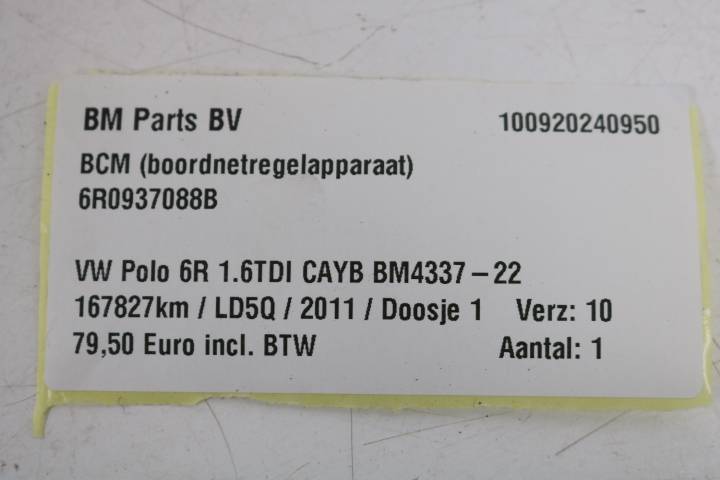 BM Parts BV 100920240950
BCM (boordnetregelapparaat)
6R0937088B
VW Polo 6R 1.6TDI CAYB BM4337-22
167827km / LD5Q / 2011 / Doosje 1 Verz: 10
79,50 Euro incl. BTW Aantal: 1